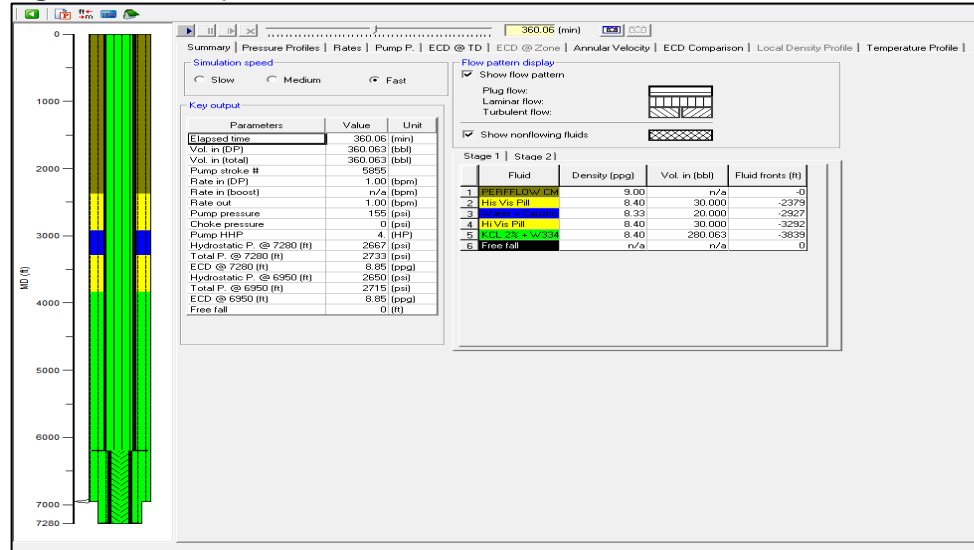 360.06 (min)
Summary | Pressure Profiles | Rates | Pump P. | ECD @ TD | ECD @ Zone | Annular Velocity | ECD Comparison | Local Density Profile | Temperature Profile |
Simulation speed
Slow Medium Fast
Flow pattern display
Show flow pattern
Plug flow:
Laminar flow:
Turbulent flow:
Show nonflowing fluids
Key output
Parameters Value Unit
Elapsed time 360.06 (min)
Vol. in (DP) 360.063 (bbl)
Vol. in (total) 360.063 (bbl)
Pump stroke # 5855
Rate in (DP) 1.00 (bpm)
Rate in (boost) n/a (bpm)
Rate out 1.00 (bpm)
Pump pressure 155 (psi)
Choke pressure 0 (psi)
Pump HHP 4. (HP)
Hydrostatic P. @ 7280 (ft) 2667 (psi)
Total P. @ 7280 (ft) 2733 (psi)
ECD @ 7280 (ft) 8.85 (ppg)
Hydrostatic P. @ 6950 (ft) 2650 (psi)
Total P. @ 6950 (ft) 2715 (psi)
ECD @ 6950 (ft) 8.85 (ppg)
Free fall 0 (ft)
Stage 1 | Stage 2 |
Fluid Density (ppg) Vol. in (bbl) Fluid fronts (ft)
1 PERFFLOW CM 9.00 n/a -0
2 His Vis Pill 8.40 30.000 -2379
3 Water + Caustic 8.33 20.000 -2927
4 Hi Vis Pill 8.40 30.000 -3292
5 KCL 2% + W334 8.40 280.063 -3839
6 Free fall n/a n/a 0
MD (ft)
0
1000
2000
3000
4000
5000
6000
7000
7280